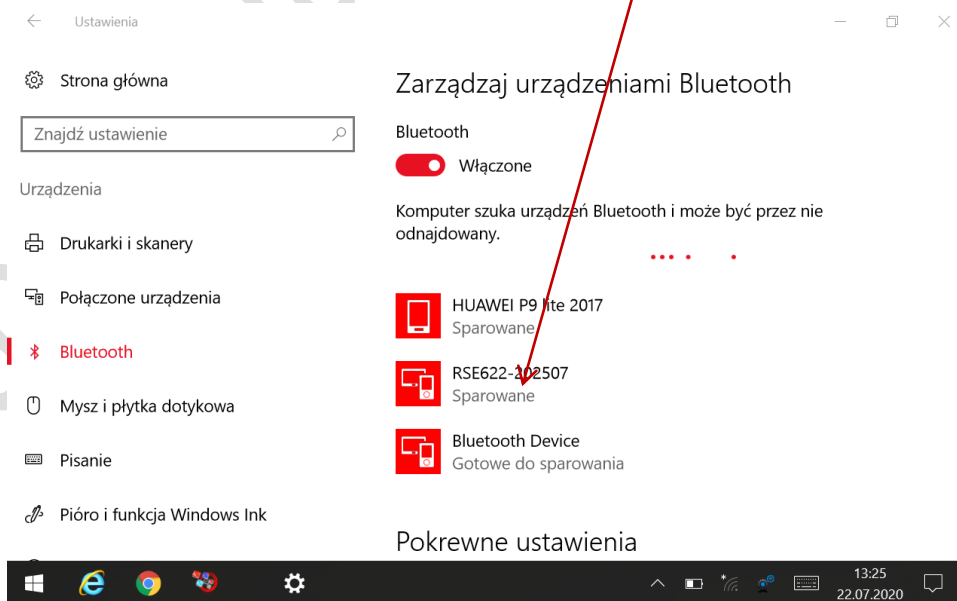 Ustawienia
Strona główna
Znajdź ustawienie
Urządzenia
Drukarki i skanery
Połączone urządzenia
Bluetooth
Mysz i płytka dotykowa
Pisanie
Pióro i funkcja Windows Ink
Zarządzaj urządzeniami Bluetooth
Bluetooth
Włączone
Komputer szuka urządzeń Bluetooth i może być przez nie
odnajdowany.
HUAWEI P9 lite 2017
Sparowane
RSE622-202507
Sparowane
Bluetooth Device
Gotowe do sparowania
Pokrewne ustawienia
13:25
22.07.2020